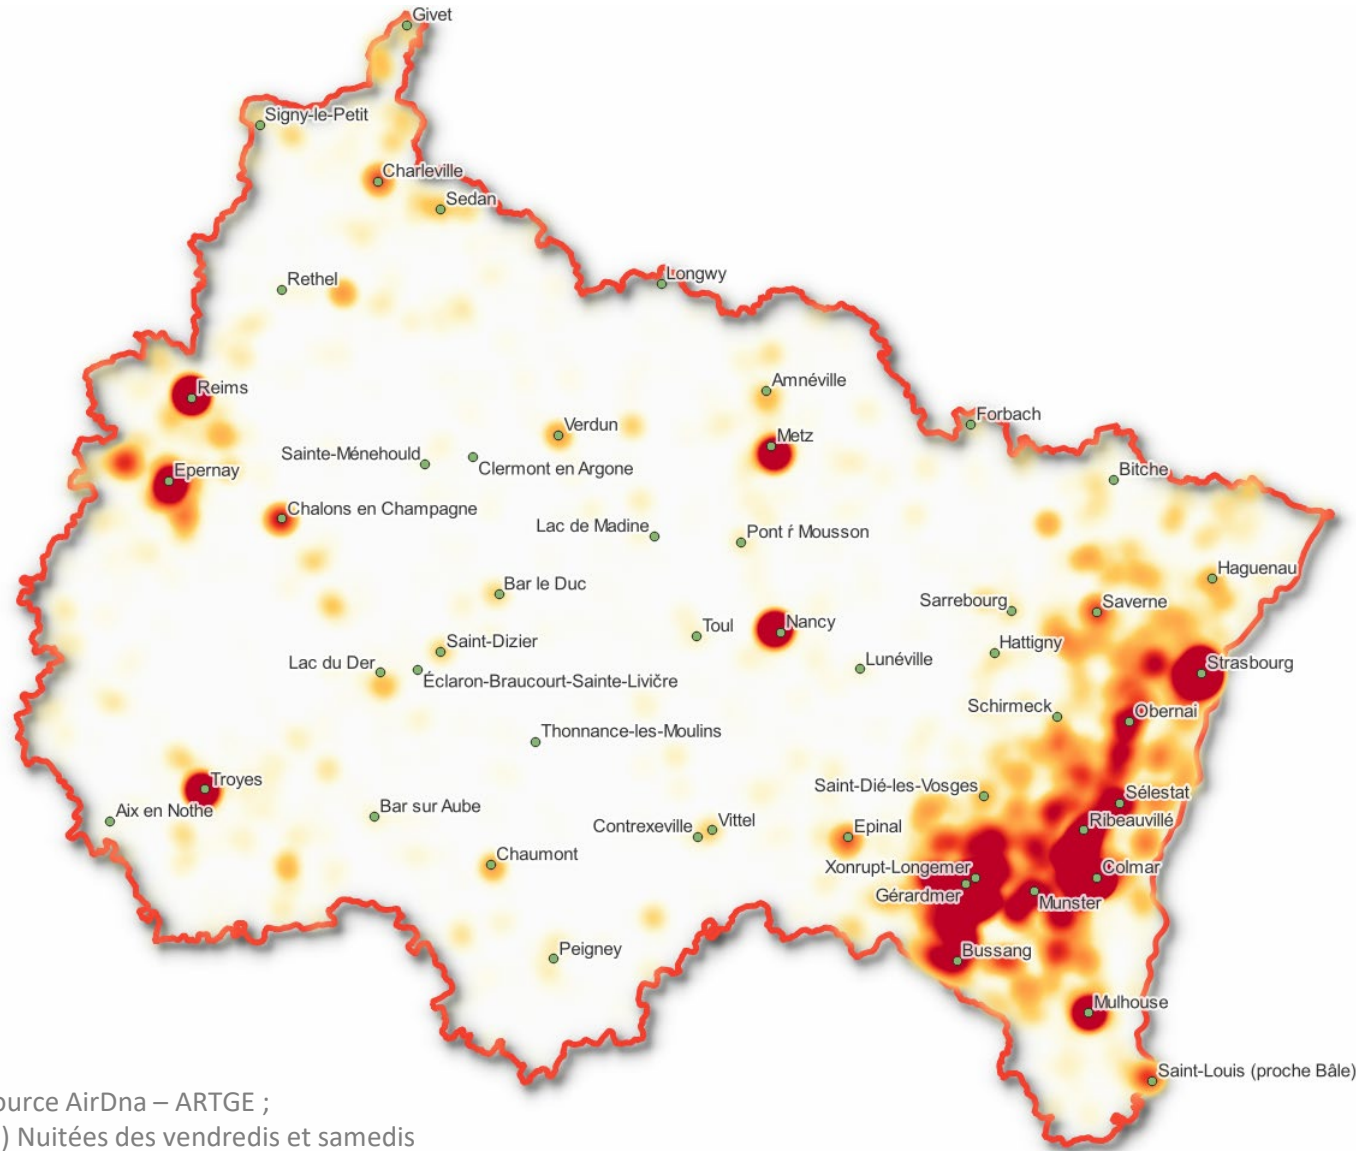 Givet
Signy-le-Petit
Charleville
Sedan
Rethel
Longwy
Reims
Amnéville
Forbach
Verdun
Metz
Sainte-Ménehould
Clermont en Argone
Epernay
Bitche
Chalons en Champagne
Lac de Madine
Pont ŕ Mousson
Bar le Duc
Haguenau
Sarrebourg
Saverne
Toul
Nancy
Saint-Dizier
Hattigny
Lac du Der
Lunéville
Strasbourg
Éclaron-Braucourt-Sainte-Livičre
Schirmeck
Obernai
Thonnance-les-Moulins
Troyes
Saint-Dié-les-Vosges
Sélestat
Aix en Nothe
Bar sur Aube
Contrexeville
Vittel
Epinal
Ribeauvillé
Chaumont
Xonrupt-Longemer
Colmar
Gérardmer
Munster
Peigney
Bussang
Mulhouse
Saint-Louis (proche Bâle)
ource AirDna – ARTGE ;
) Nuitées des vendredis et samedis